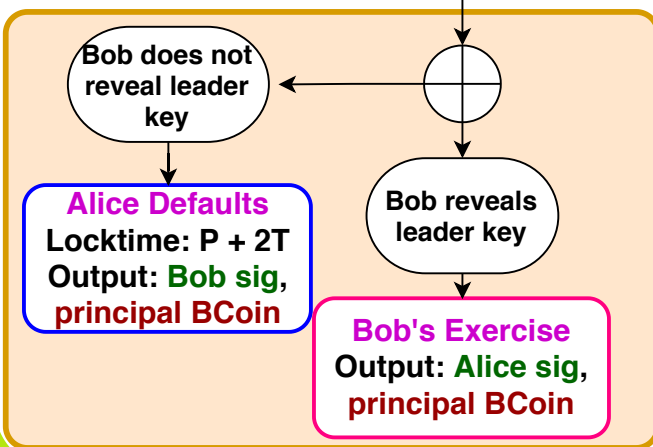 Bob does not
reveal leader
key
Alice Defaults
Locktime: P + 2T
Output: Bob sig,
principal BCoin
Bob reveals
leader key
Bob's Exercise
Output: Alice sig,
principal BCoin